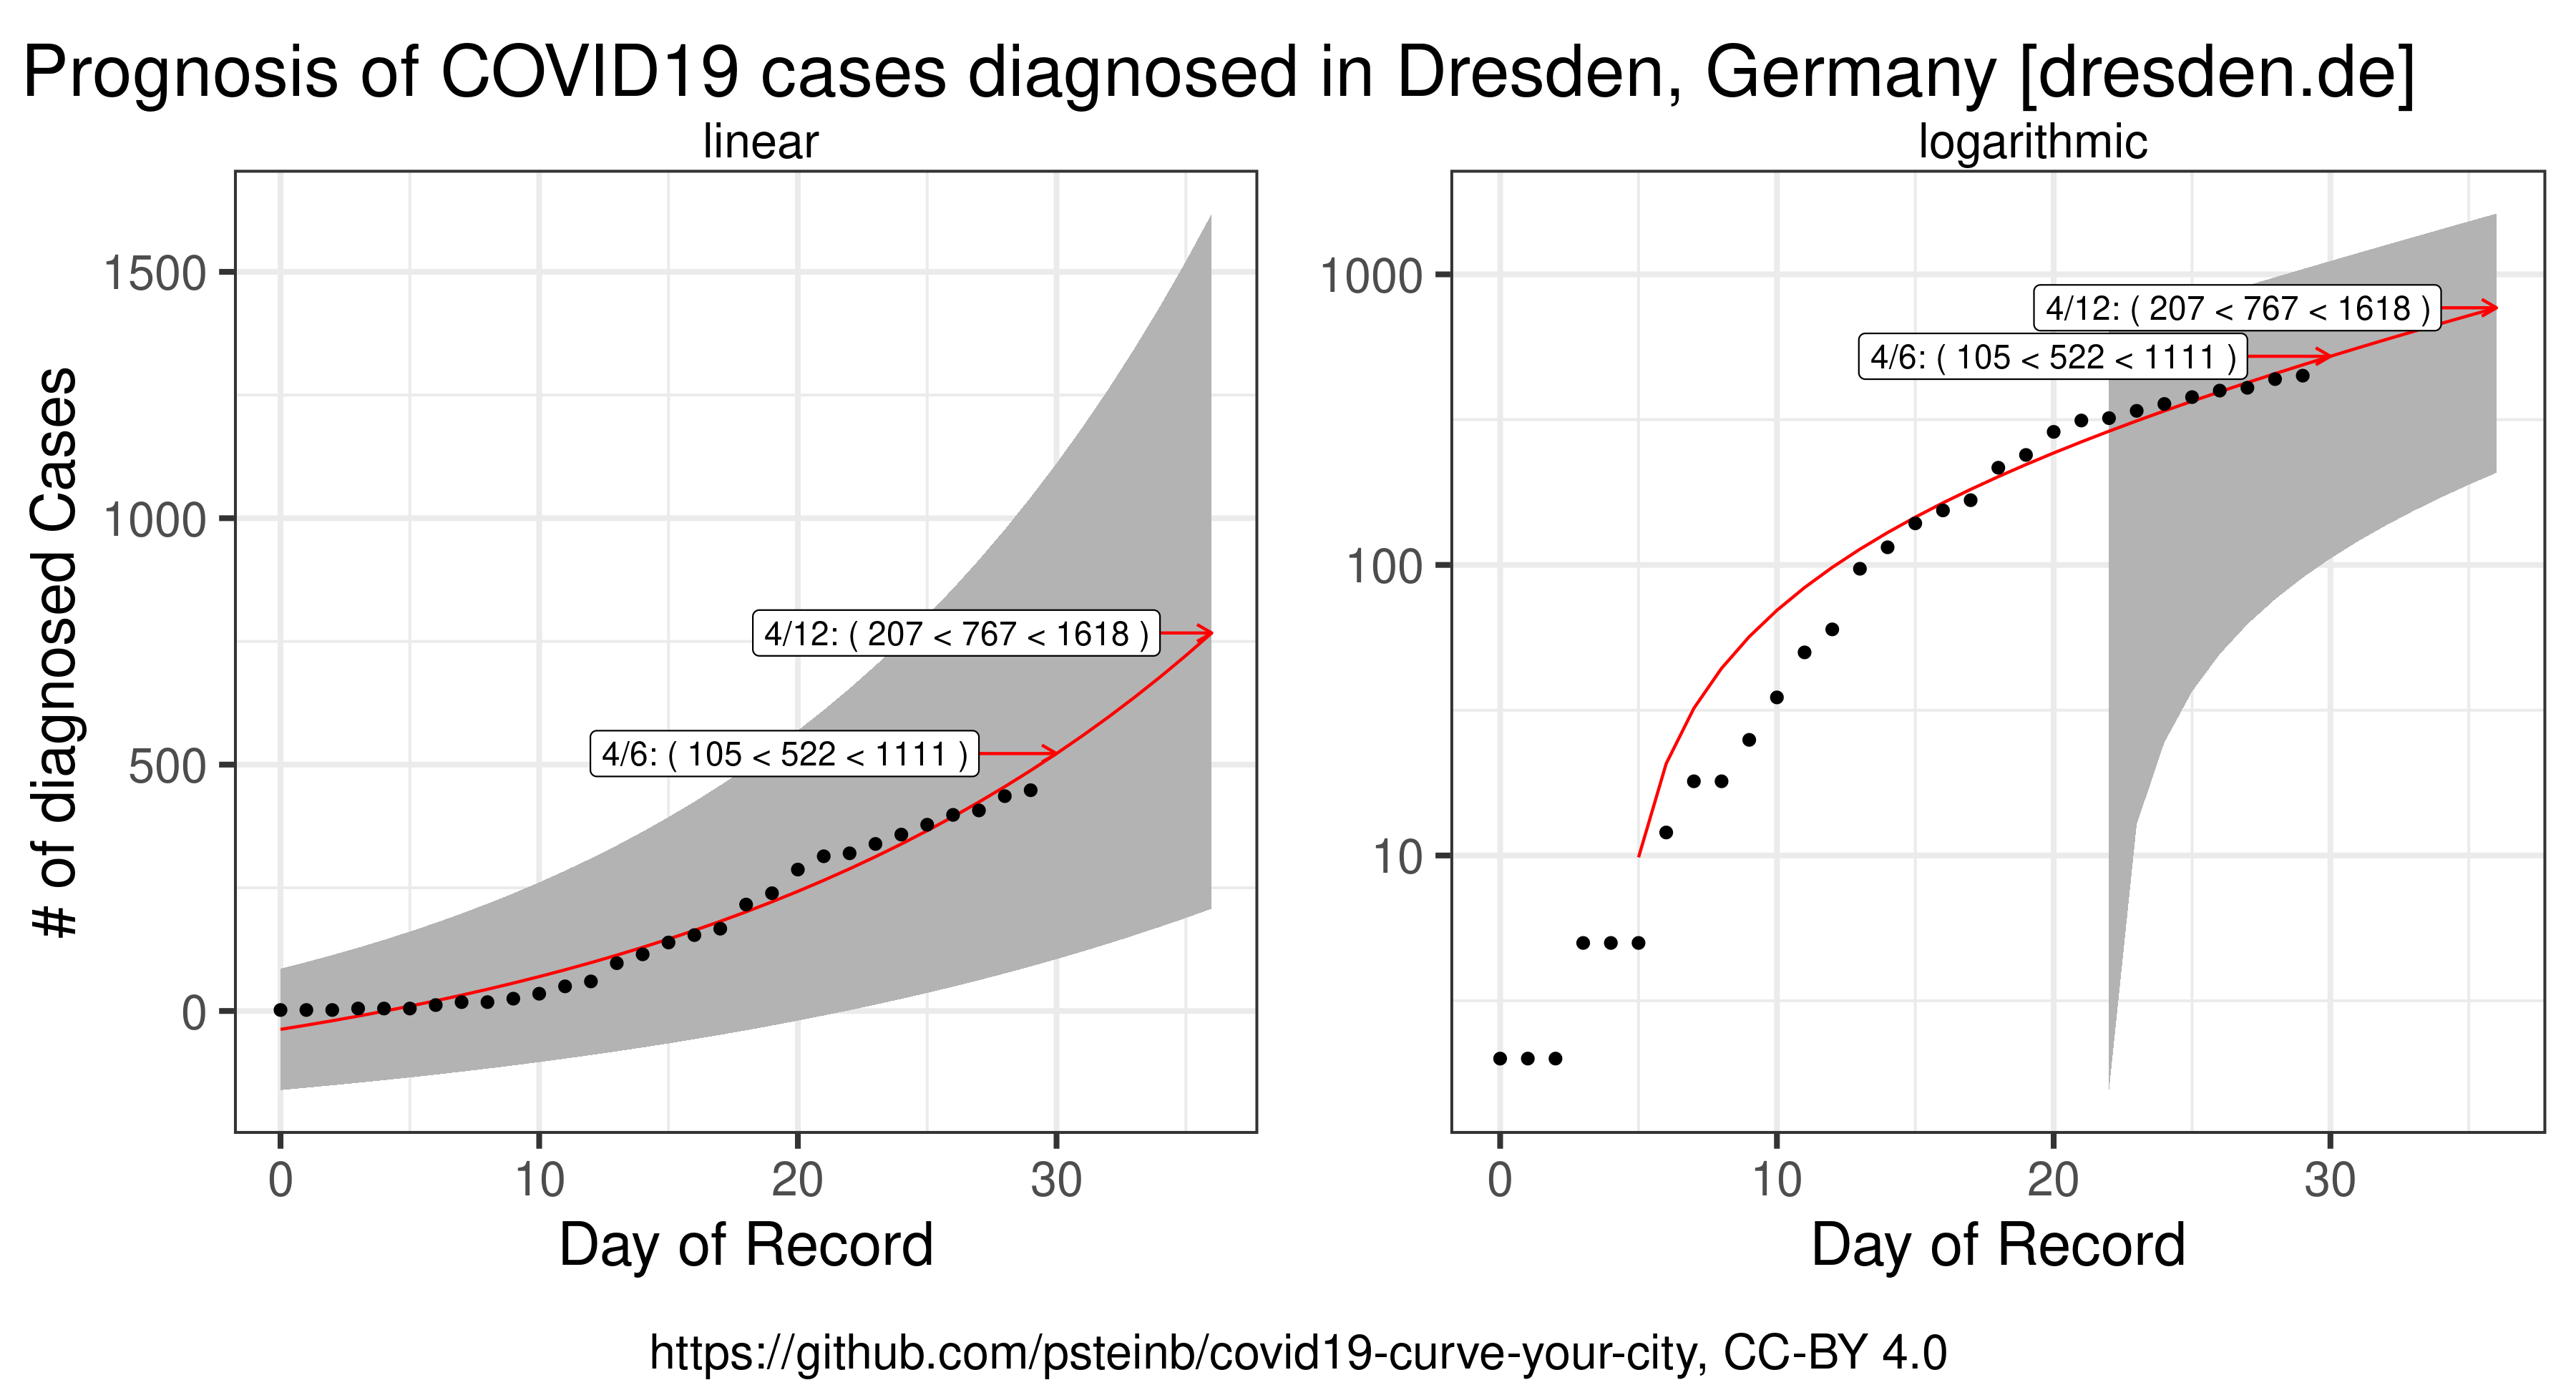 Prognosis of COVID19 cases diagnosed in Dresden, Germany [dresden.de]
linear
# of diagnosed Cases
1500
1000
500
0
4/12: ( 207 < 767 < 1618 )
4/6: ( 105 < 522 < 1111 )
0 10 20 30
Day of Record
logarithmic
1000
100
10
4/12: ( 207 < 767 < 1618 )
4/6: ( 105 < 522 < 1111 )
0 10 20 30
Day of Record
https://github.com/psteinb/covid19-curve-your-city, CC-BY 4.0